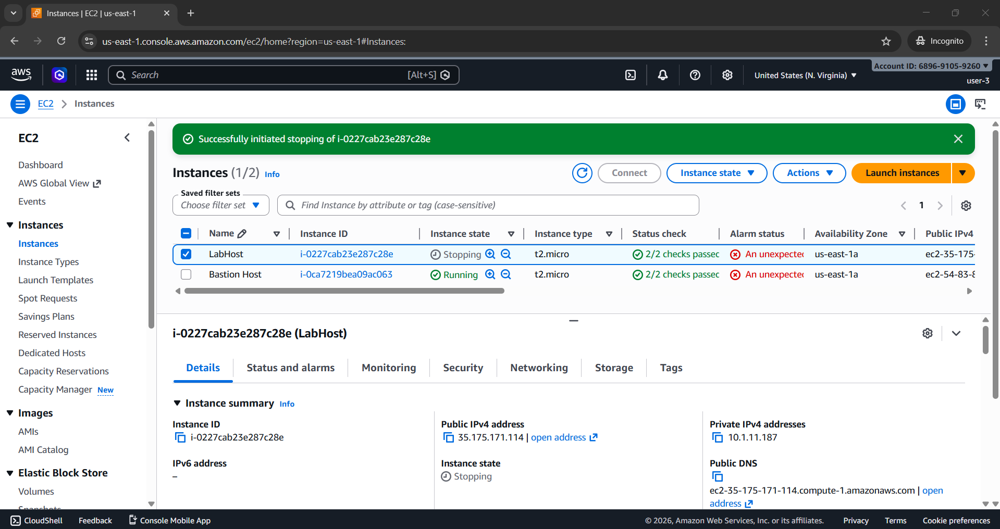 Instances | EC2 | us-east-1
us-east-1.console.aws.amazon.com/ec2/home?region=us-east-1#Instances:
Incognito
aws
Search
[Alt+S]
United States (N. Virginia)
Account ID: 6896-9105-9260
user-3
EC2
Instances
EC2
Dashboard
AWS Global View
Events
Instances
Instances
Instance Types
Launch Templates
Spot Requests
Savings Plans
Reserved Instances
Dedicated Hosts
Capacity Reservations
Capacity Manager New
Images
AMIs
AMI Catalog
Elastic Block Store
Volumes
Snapshots
Successfully initiated stopping of i-0227cab23e287c28e
Instances (1/2) Info
Connect
Instance state
Actions
Launch instances
Saved filter sets
Choose filter set
Find Instance by attribute or tag (case-sensitive)
1
Name Instance ID Instance state Instance type Status check Alarm status Availability Zone Public IPv4
LabHost i-0227cab23e287c28e Stopping t2.micro 2/2 checks passed An unexpected us-east-1a ec2-35-175-
Bastion Host i-0ca7219bea09ac063 Running t2.micro 2/2 checks passed An unexpected us-east-1a ec2-54-83-8
i-0227cab23e287c28e (LabHost)
Details Status and alarms Monitoring Security Networking Storage Tags
Instance summary Info
Instance ID
i-0227cab23e287c28e
Public IPv4 address
35.175.171.114 | open address
Private IPv4 addresses
10.1.11.187
IPv6 address
–
Instance state
Stopping
Public DNS
ec2-35-175-171-114.compute-1.amazonaws.com | open
address
CloudShell
Feedback
Console Mobile App
© 2026, Amazon Web Services, Inc. or its affiliates.
Privacy
Terms
Cookie preferences